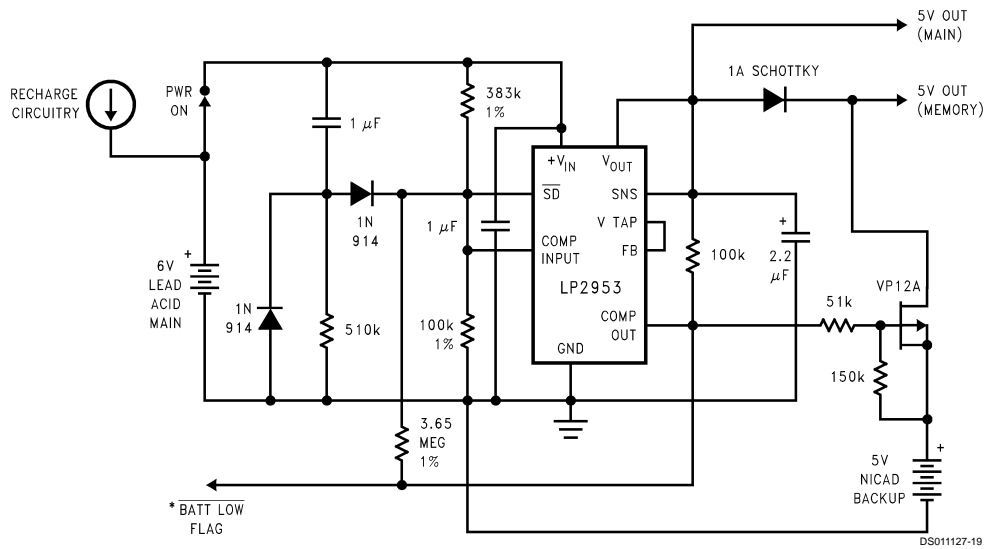 5V OUT
(MAIN)
1A SCHOTTKY
RECHARGE
CIRCUITRY
PWR
ON
383k
1%
5V OUT
(MEMORY)
1 μF
+VIN
VOUT
SD
SNS
1N
914
1 μF
V TAP
COMP
INPUT
FB
100k
+
2.2
μF
+
6V
LEAD
ACID
MAIN
LP2953
VP12A
51k
1N
914
510k
100k
1%
COMP
OUT
GND
150k
3.65
MEG
1%
+
5V
NICAD
BACKUP
* BATT LOW
FLAG
DS011127-19